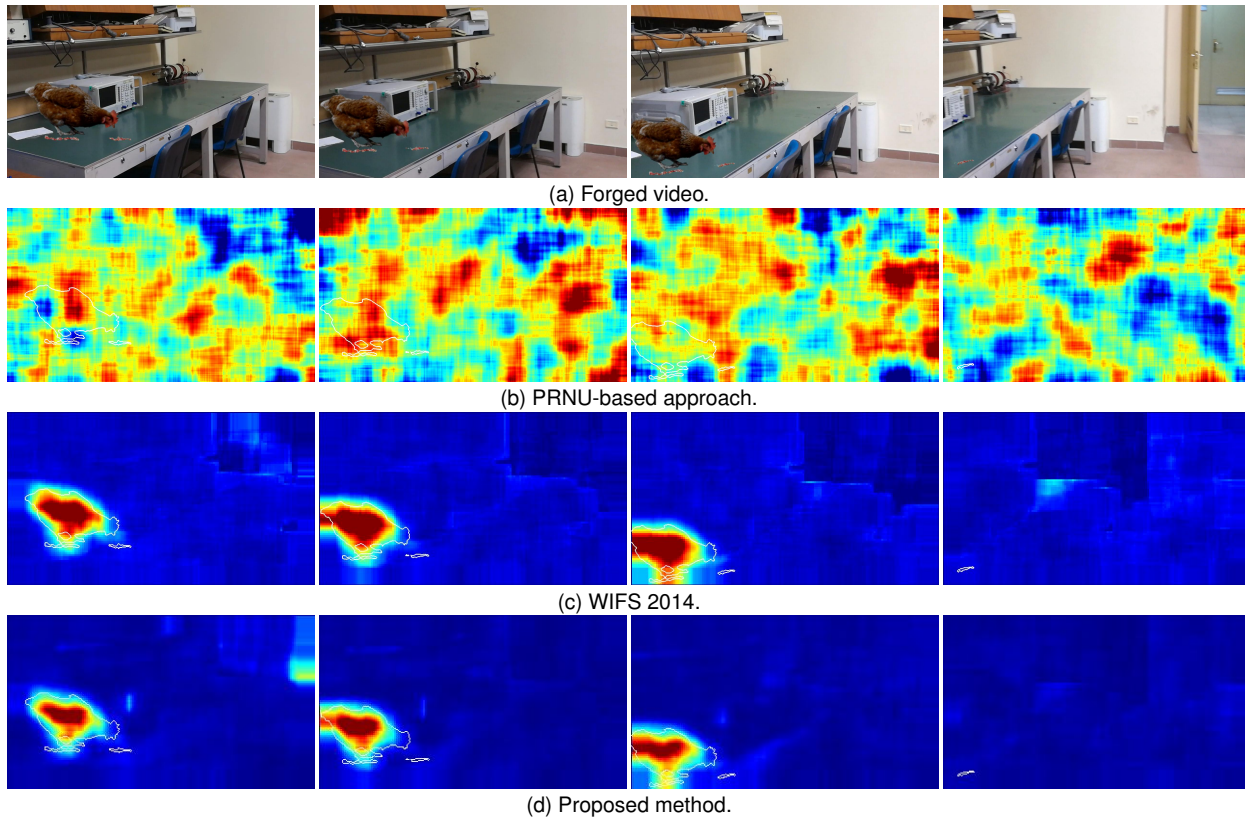 (a) Forged video.
(b) PRNU-based approach.
(c) WIFS 2014.
(d) Proposed method.